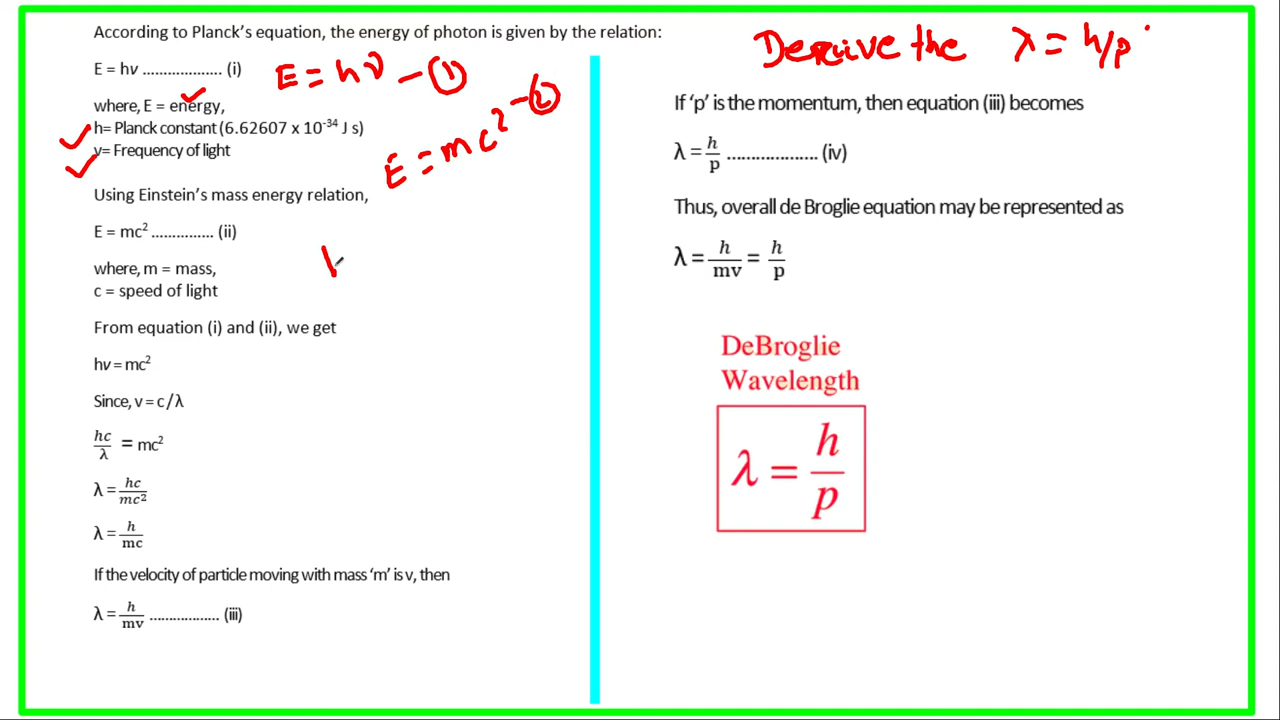 According to Planck's equation, the energy of photon is given by the relation:
E = hν ................... (i)
E = hν – ①
where, E = energy,
h= Planck constant (6.62607 x 10⁻³⁴ J s)
ν= Frequency of light
E = mc² – ②
Using Einstein's mass energy relation,
E = mc² ............... (ii)
where, m = mass,
c = speed of light
From equation (i) and (ii), we get
hν = mc²
Since, ν = c/λ
hc/λ = mc²
λ = hc/mc²
λ = h/mc
If the velocity of particle moving with mass 'm' is v, then
λ = h/mv .................. (iii)
Derive the λ = h/p
If 'p' is the momentum, then equation (iii) becomes
λ = h/p ................... (iv)
Thus, overall de Broglie equation may be represented as
λ = h/mv = h/p
DeBroglie
Wavelength
λ = h/p